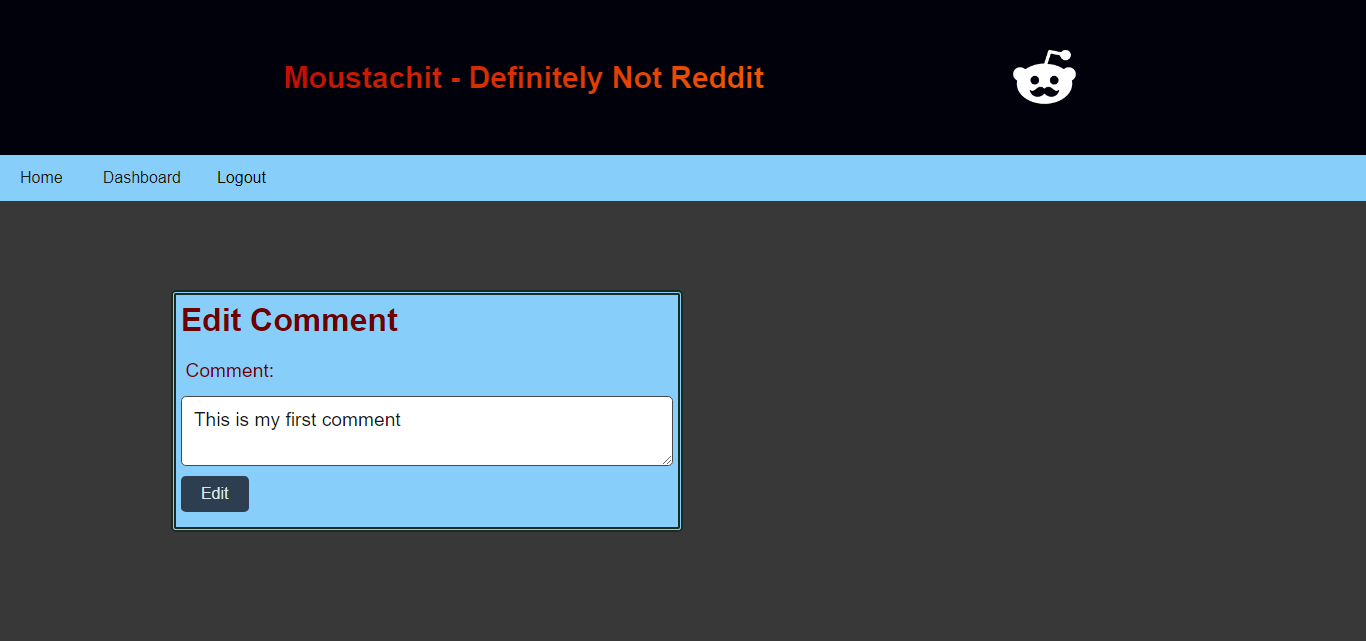 Moustachit - Definitely Not Reddit
Home Dashboard Logout
Edit Comment
Comment:
This is my first comment
Edit